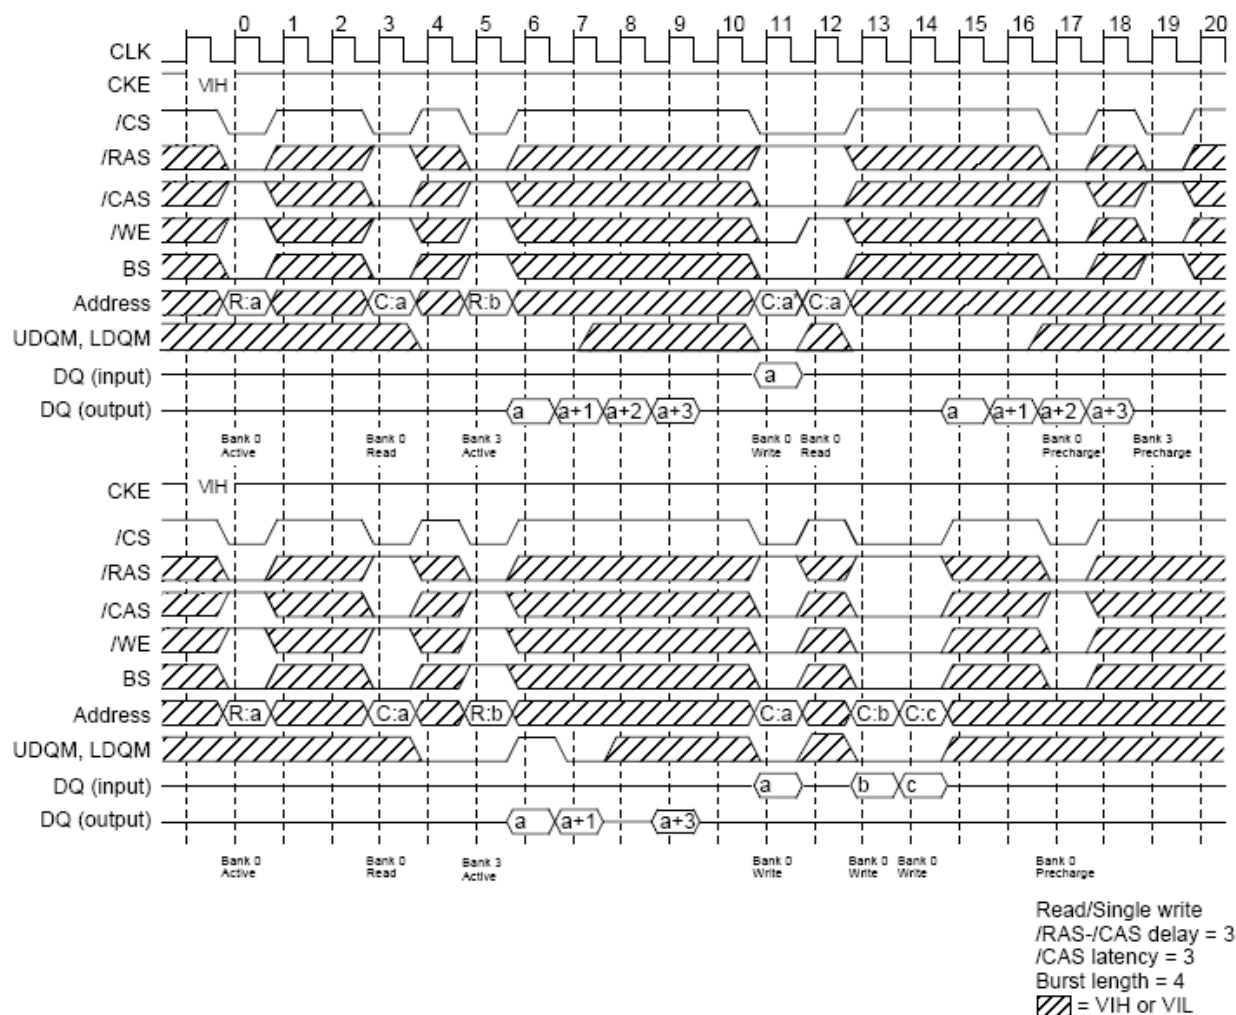 0 1 2 3 4 5 6 7 8 9 10 11 12 13 14 15 16 17 18 19 20
CLK
CKE VIH
/CS
/RAS
/CAS
/WE
BS
Address R:a C:a R:b C:a' C:a
UDQM, LDQM
DQ (input) a
DQ (output) a a+1 a+2 a+3 a a+1 a+2 a+3
Bank 0 Bank 0 Bank 3 Bank 0 Bank 0 Bank 0 Bank 3
Active Read Active Write Read Precharge Precharge
CKE VIH
/CS
/RAS
/CAS
/WE
BS
Address R:a C:a R:b C:a C:b C:c
UDQM, LDQM
DQ (input) a b c
DQ (output) a a+1 a+3
Bank 0 Bank 0 Bank 3 Bank 0 Bank 0 Bank 0 Bank 0
Active Read Active Write Write Write Precharge
Read/Single write
/RAS-/CAS delay = 3
/CAS latency = 3
Burst length = 4
= VIH or VIL